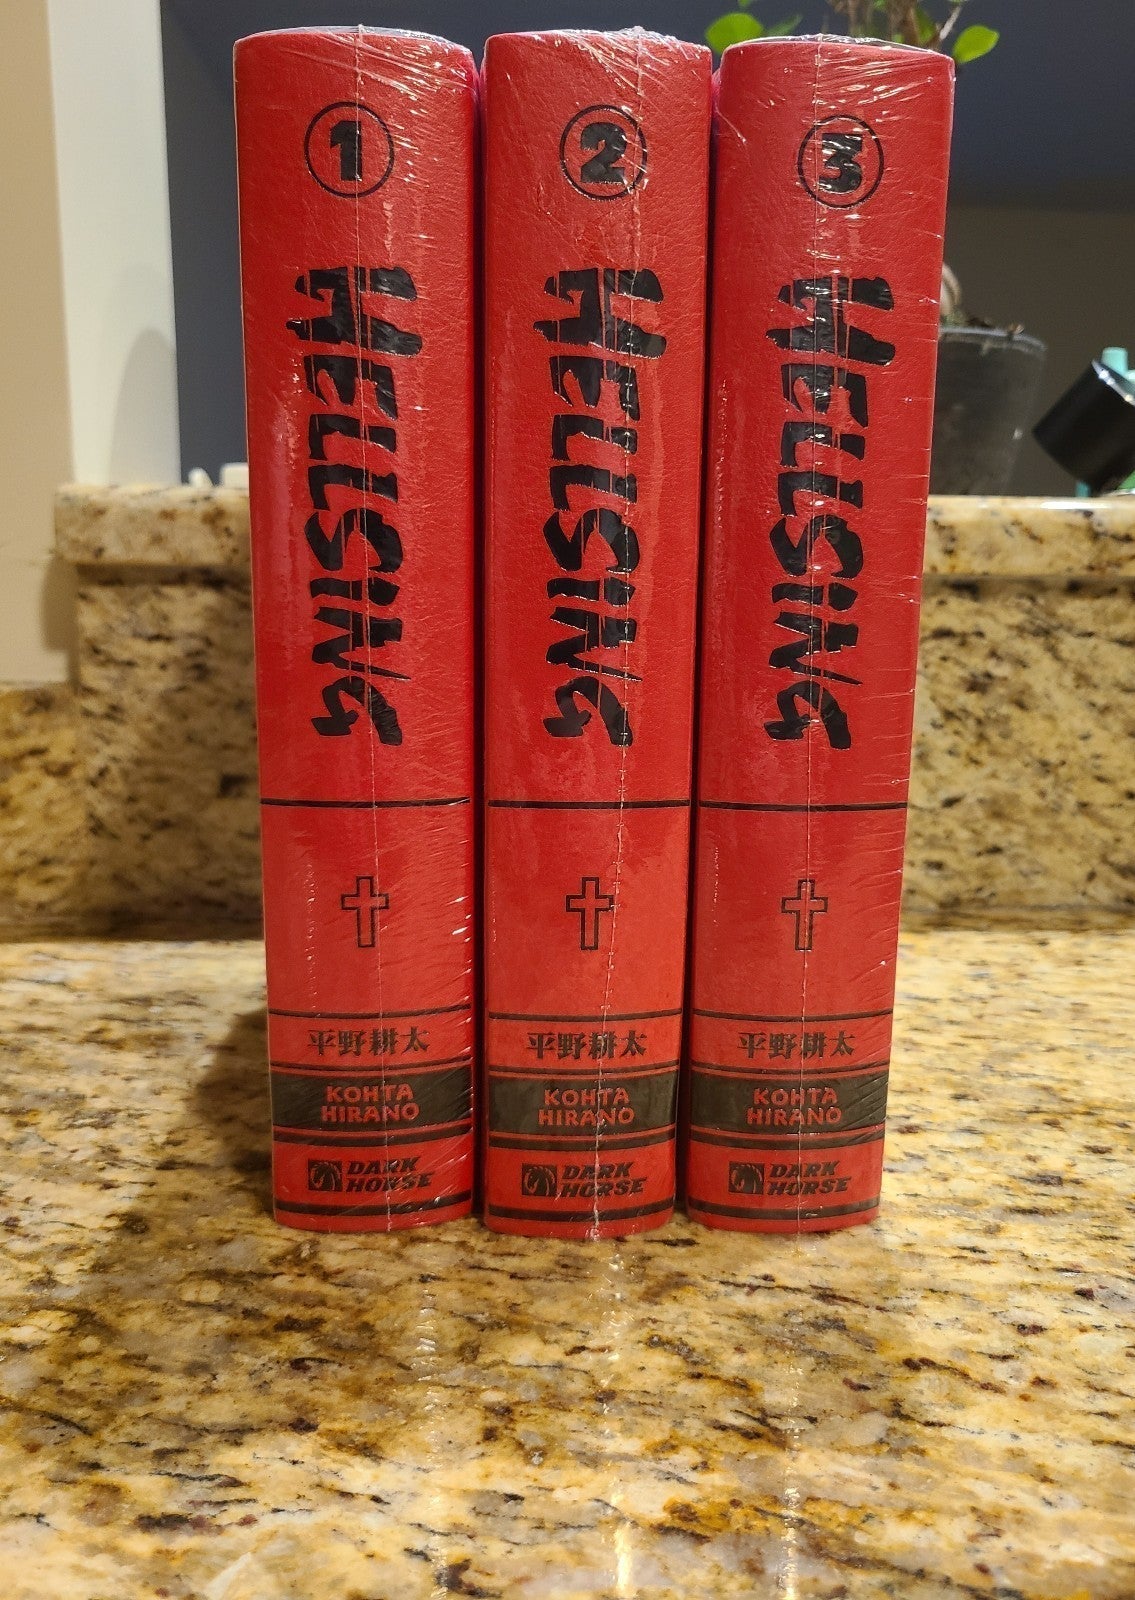 1
HELLSING
平野耕太
KOHTA
HIRANO
DARK
HORSE
2
HELLSING
平野耕太
KOHTA
HIRANO
DARK
HORSE
3
HELLSING
平野耕太
KOHTA
HIRANO
DARK
HORSE